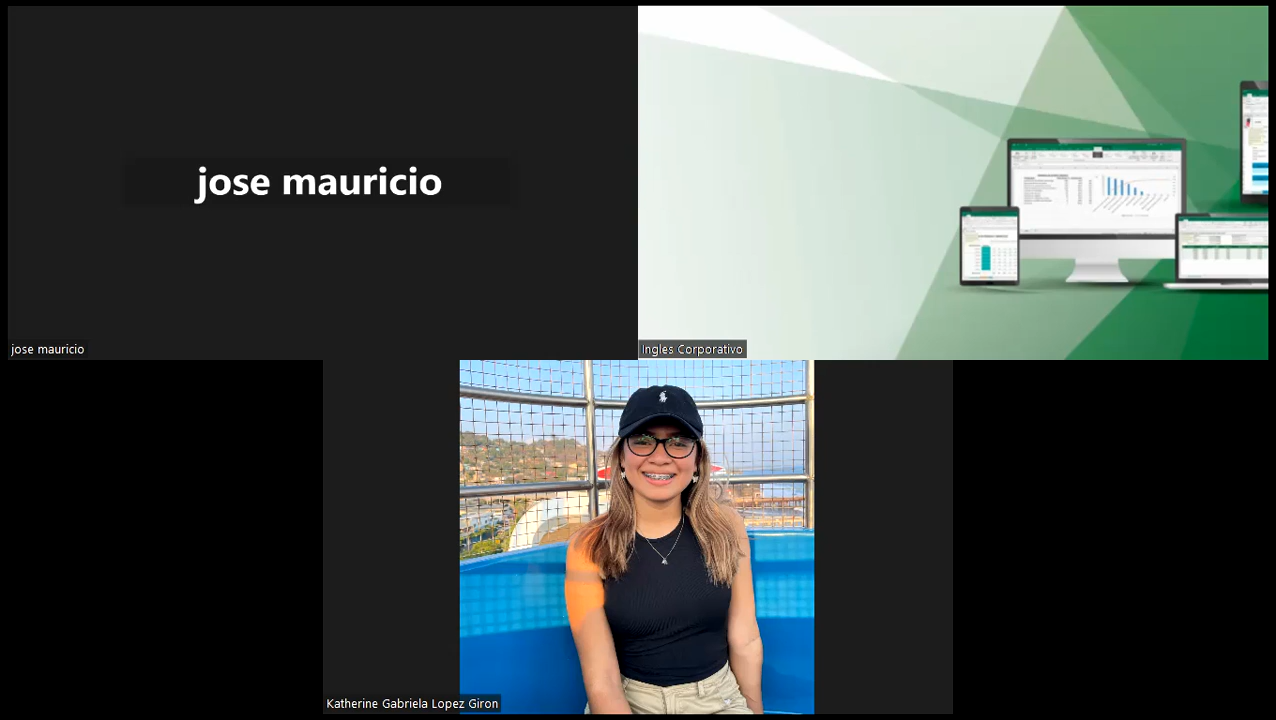 jose mauricio
jose mauricio
Ingles Corporativo
Katherine Gabriela Lopez Giron